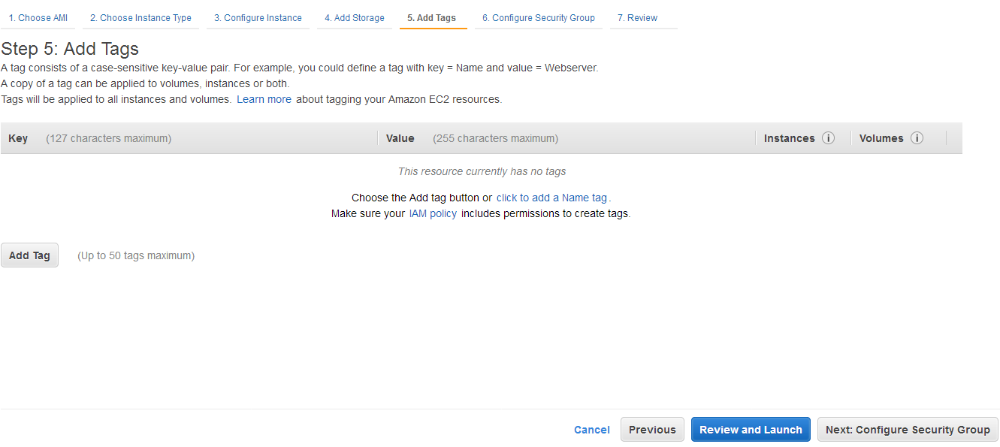 1. Choose AMI 2. Choose Instance Type 3. Configure Instance 4. Add Storage 5. Add Tags 6. Configure Security Group 7. Review
Step 5: Add Tags
A tag consists of a case-sensitive key-value pair. For example, you could define a tag with key = Name and value = Webserver.
A copy of a tag can be applied to volumes, instances or both.
Tags will be applied to all instances and volumes. Learn more about tagging your Amazon EC2 resources.
Key (127 characters maximum) Value (255 characters maximum) Instances i Volumes i
This resource currently has no tags
Choose the Add tag button or click to add a Name tag.
Make sure your IAM policy includes permissions to create tags.
Add Tag (Up to 50 tags maximum)
Cancel Previous Review and Launch Next: Configure Security Group